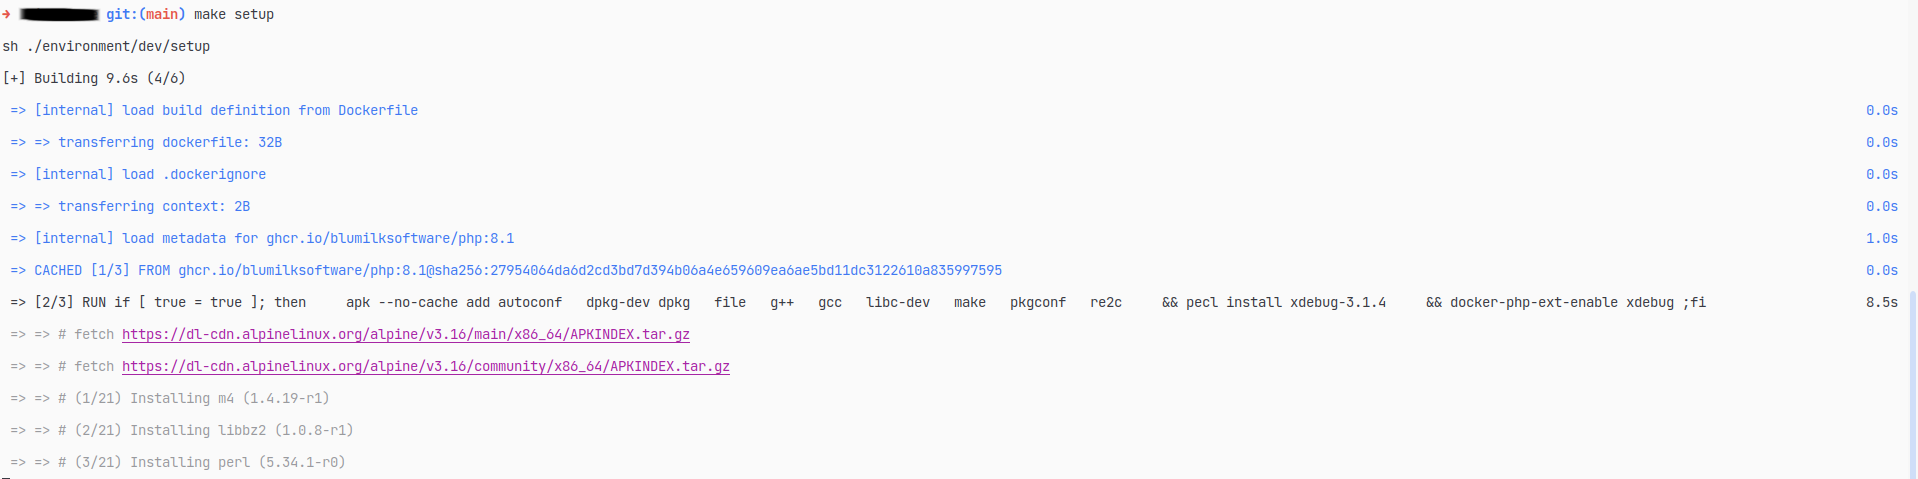 → git:(main) make setup
sh ./environment/dev/setup
[+] Building 9.6s (4/6)
=> [internal] load build definition from Dockerfile 0.0s
=> => transferring dockerfile: 32B 0.0s
=> [internal] load .dockerignore 0.0s
=> => transferring context: 2B 0.0s
=> [internal] load metadata for ghcr.io/blumilksoftware/php:8.1 1.0s
=> CACHED [1/3] FROM ghcr.io/blumilksoftware/php:8.1@sha256:27954064da6d2cd3bd7d394b06a4e659609ea6ae5bd11dc3122610a835997595 0.0s
=> [2/3] RUN if [ true = true ]; then     apk --no-cache add autoconf   dpkg-dev dpkg   file   g++   gcc   libc-dev   make   pkgconf   re2c     && pecl install xdebug-3.1.4     && docker-php-ext-enable xdebug ;fi 8.5s
=> => # fetch https://dl-cdn.alpinelinux.org/alpine/v3.16/main/x86_64/APKINDEX.tar.gz
=> => # fetch https://dl-cdn.alpinelinux.org/alpine/v3.16/community/x86_64/APKINDEX.tar.gz
=> => # (1/21) Installing m4 (1.4.19-r1)
=> => # (2/21) Installing libbz2 (1.0.8-r1)
=> => # (3/21) Installing perl (5.34.1-r0)